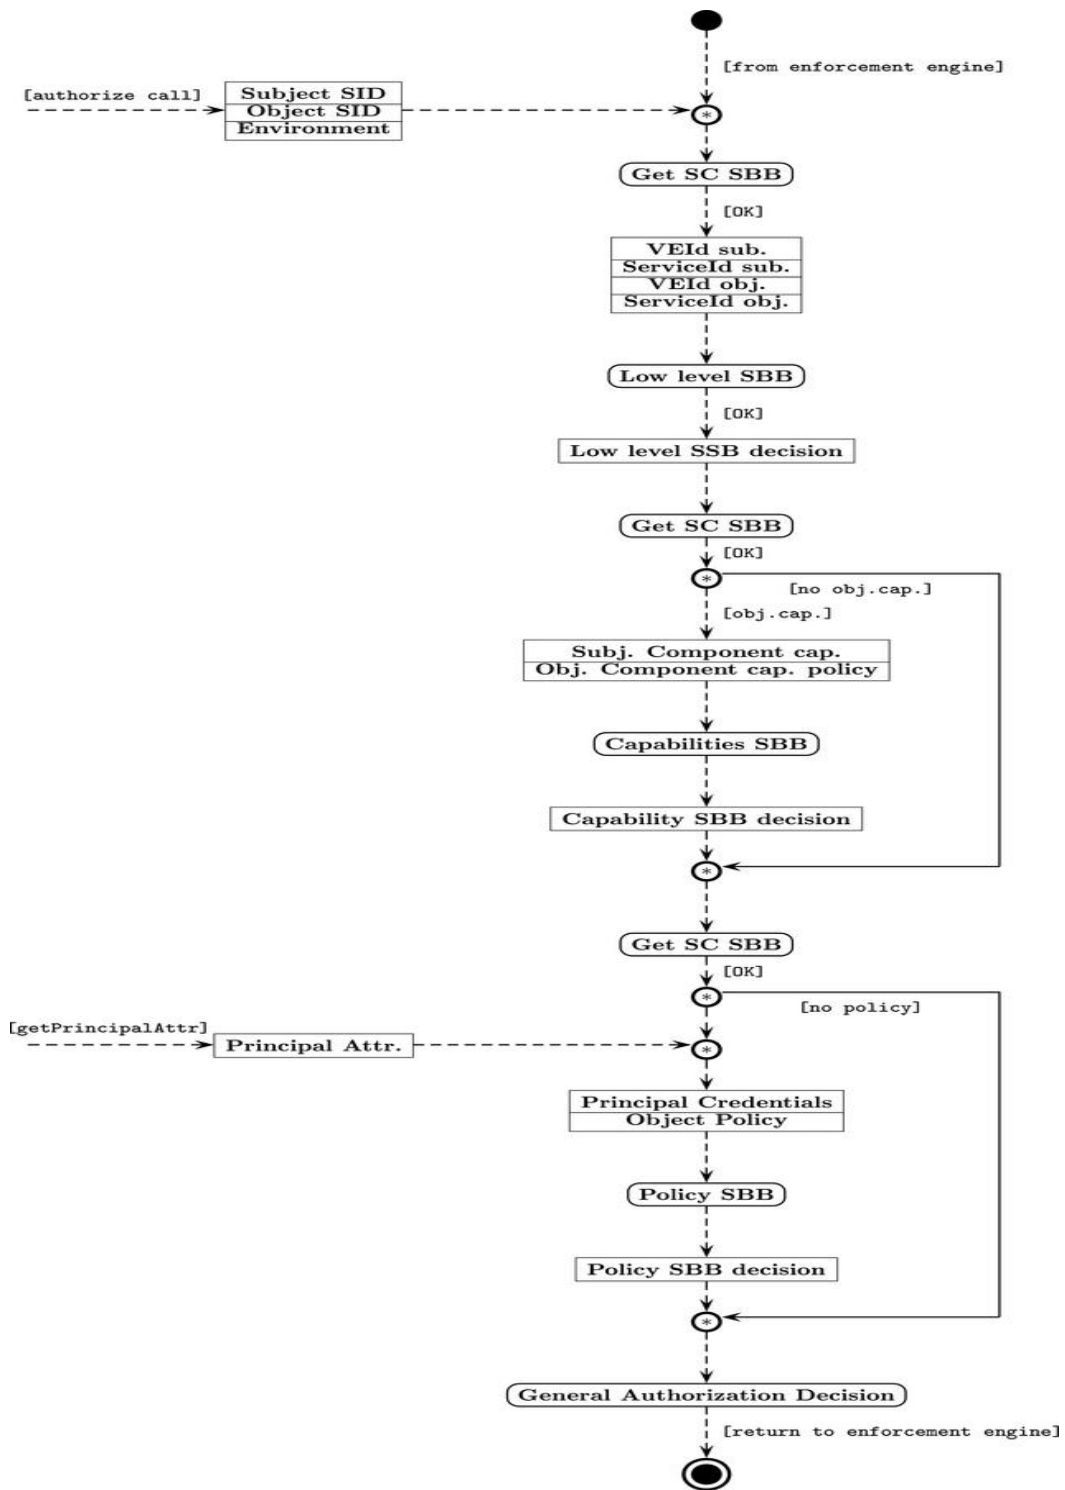 [from enforcement engine]
[authorize call]
Subject SID
Object SID
Environment
*
Get SC SBB
[OK]
VEId sub.
ServiceId sub.
VEId obj.
ServiceId obj.
Low level SBB
[OK]
Low level SSB decision
Get SC SBB
[OK]
*
[no obj.cap.]
[obj.cap.]
Subj. Component cap.
Obj. Component cap. policy
Capabilities SBB
Capability SBB decision
*
Get SC SBB
[OK]
*
[no policy]
[getPrincipalAttr]
Principal Attr.
*
Principal Credentials
Object Policy
Policy SBB
Policy SBB decision
*
General Authorization Decision
[return to enforcement engine]